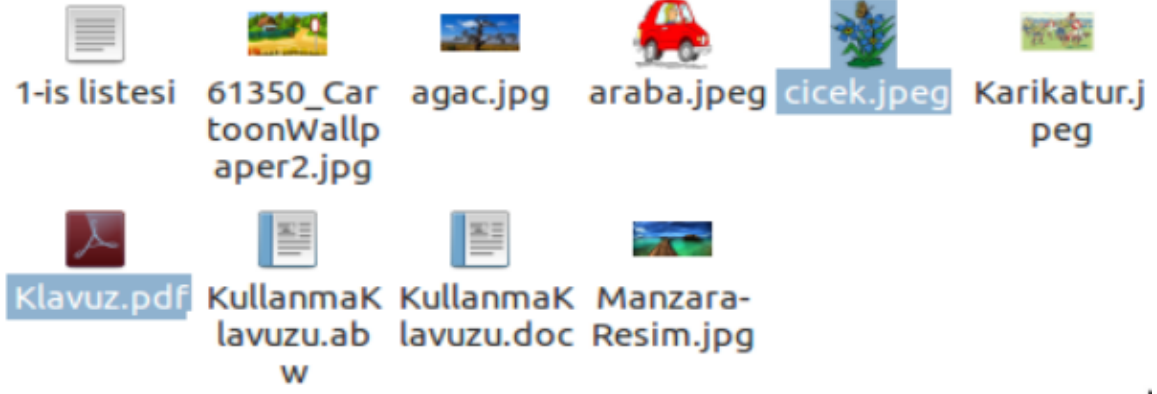 1-is listesi 61350_Car agac.jpg araba.jpeg cicek.jpeg Karikatur.j
toonWallp peg
aper2.jpg
Klavuz.pdf KullanmaK KullanmaK Manzara-
lavuzu.ab lavuzu.doc Resim.jpg
w